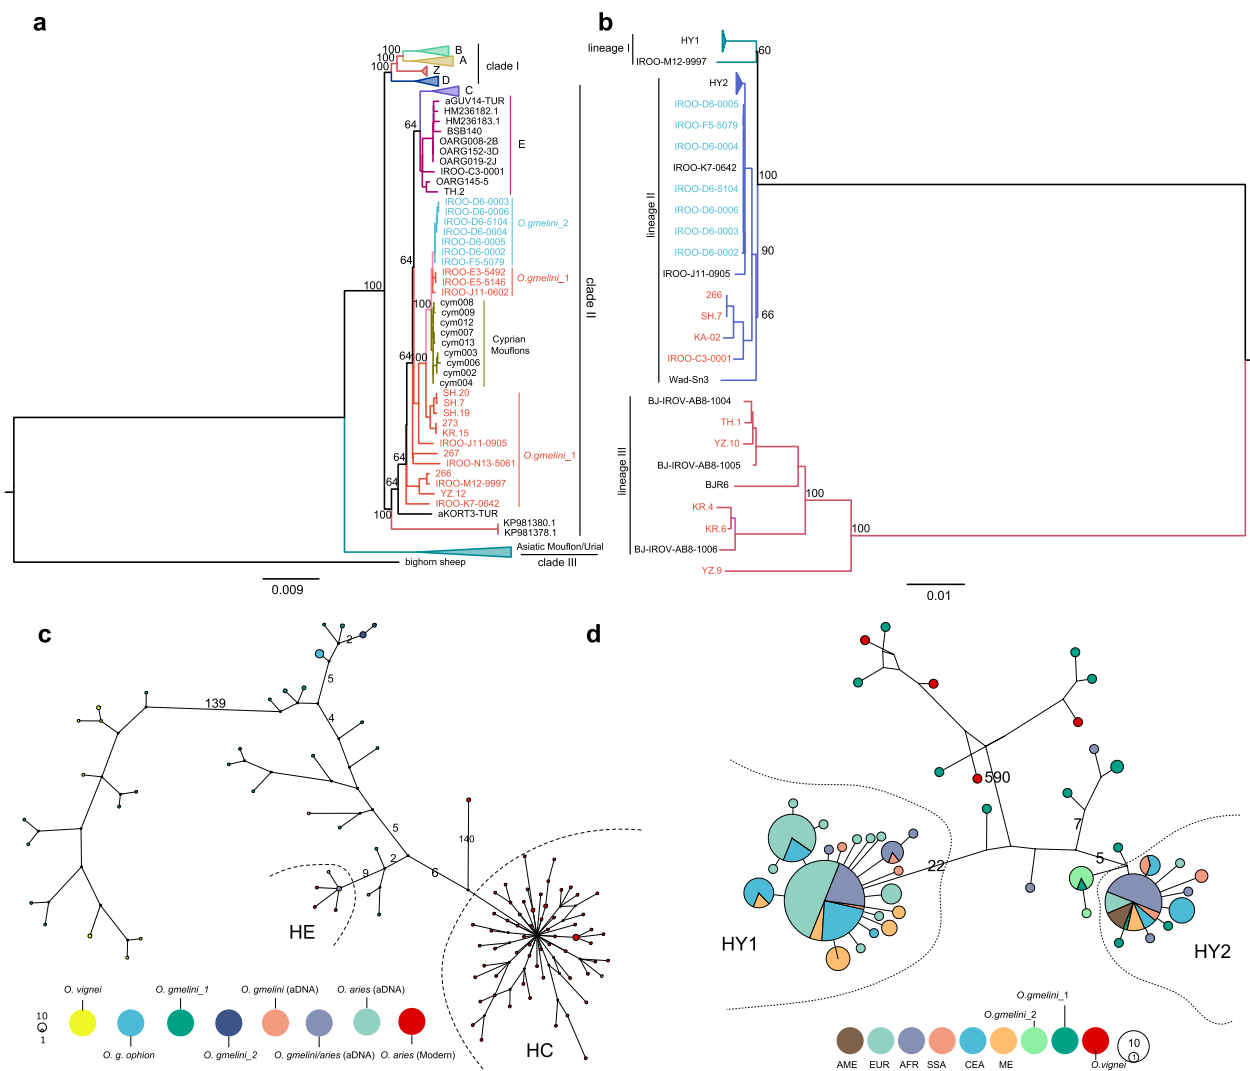 a
100
B
100
A
100
Z
D
clade I
C
64
aGUV14-TUR
HM236182.1
HM236183.1
BSB140
OARG008-2B
OARG152-3D
OARG019-2J
IROO-C3-0001
OARG145-5
TH.2
E
IROO-D6-0003
IROO-D6-0006
IROO-D6-5104
IROO-D6-0004
IROO-D6-0005
IROO-D6-0002
IROO-F5-5079
O.gmelini_2
64
IROO-E3-5492
IROO-E5-5146
IROO-J11-0602
O.gmelini_1
100
100
cym008
cym009
cym012
cym007
cym013
cym003
cym006
cym002
cym004
Cyprian
Mouflons
64
00
clade II
SH.20
SH.7
SH.19
273
KR.15
IROO-J11-0905
267
IROO-N13-5061
266
IROO-M12-9997
YZ.12
IROO-K7-0642
O.gmelini_1
64
64
100
aKORT3-TUR
KP981380.1
KP981378.1
Asiatic Mouflon/Urial
clade III
bighorn sheep
0.009
b
lineage I
HY1
60
IROO-M12-9997
HY2
IROO-D6-0005
IROO-F5-5079
IROO-D6-0004
IROO-K7-0642
100
IROO-D6-5104
IROO-D6-0006
IROO-D6-0003
IROO-D6-0002
90
IROO-J11-0905
lineage II
266
SH.7
66
KA-02
IROO-C3-0001
Wad-Sn3
BJ-IROV-AB8-1004
TH.1
YZ.10
BJ-IROV-AB8-1005
BJR6
100
lineage III
KR.4
KR.6
100
BJ-IROV-AB8-1006
YZ.9
0.01
c
2
5
139
4
5
140
2
9
6
HE
HC
10
1
O. vignei
O. g. ophion
O. gmelini_1
O. gmelini_2
O. gmelini (aDNA)
O. gmelini/aries (aDNA)
O. aries (aDNA)
O. aries (Modern)
d
590
7
5
22
HY1
HY2
O.gmelini_1
O.gmelini_2
AME
EUR
AFR
SSA
CEA
ME
O.vignei
10
1